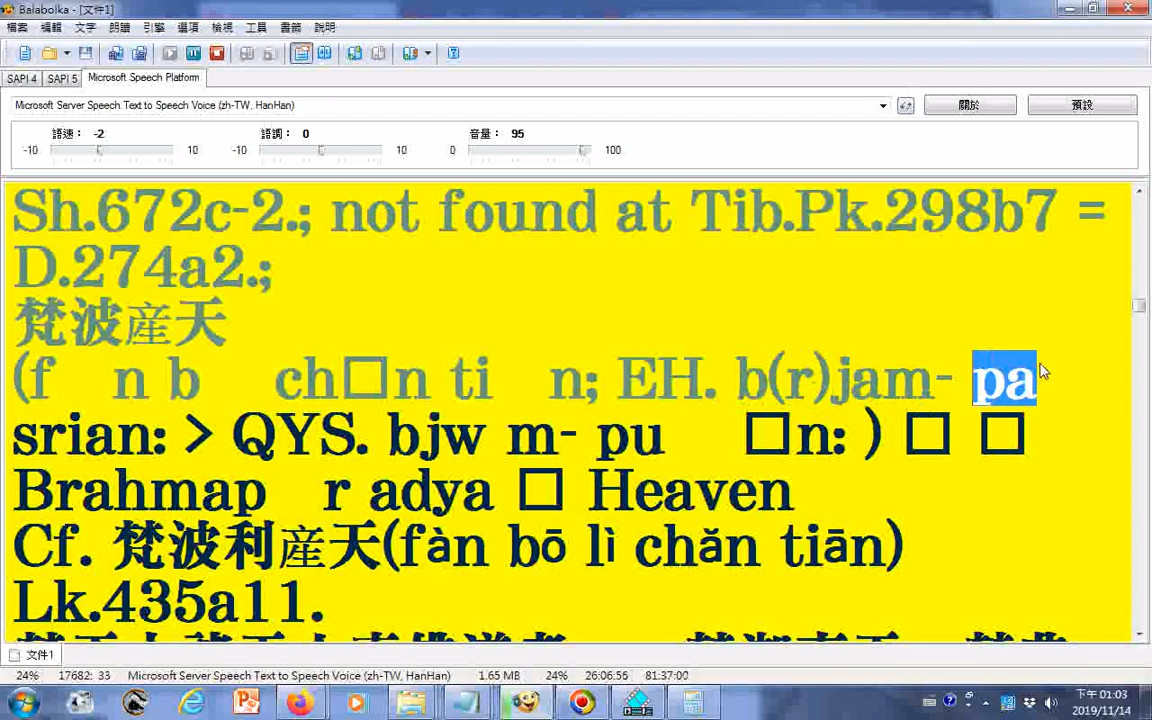 Balabolka - [文件1]
檔案 編輯 文字 朗讀 引擎 選項 檢視 工具 書籤 說明
SAPI 4 SAPI 5 Microsoft Speech Platform
Microsoft Server Speech Text to Speech Voice (zh-TW, HanHan) 關於 預設
語速： -2 語調： 0 音量： 95
-10 10 -10 10 0 100
Sh.672c-2.; not found at Tib.Pk.298b7 =
D.274a2.;
梵波産天
(f n b ch□n ti n; EH. b(r)jam- pa
srian: > QYS. bjw m- pu □n: ) □ □
Brahmap r adya □ Heaven
Cf. 梵波利産天(fàn bō lì chăn tiān)
Lk.435a11.
文件1
24% 17682: 33 Microsoft Server Speech Text to Speech Voice (zh-TW, HanHan) 1.65 MB 24% 26:06:56 81:37:00
下午 01:03
2019/11/14